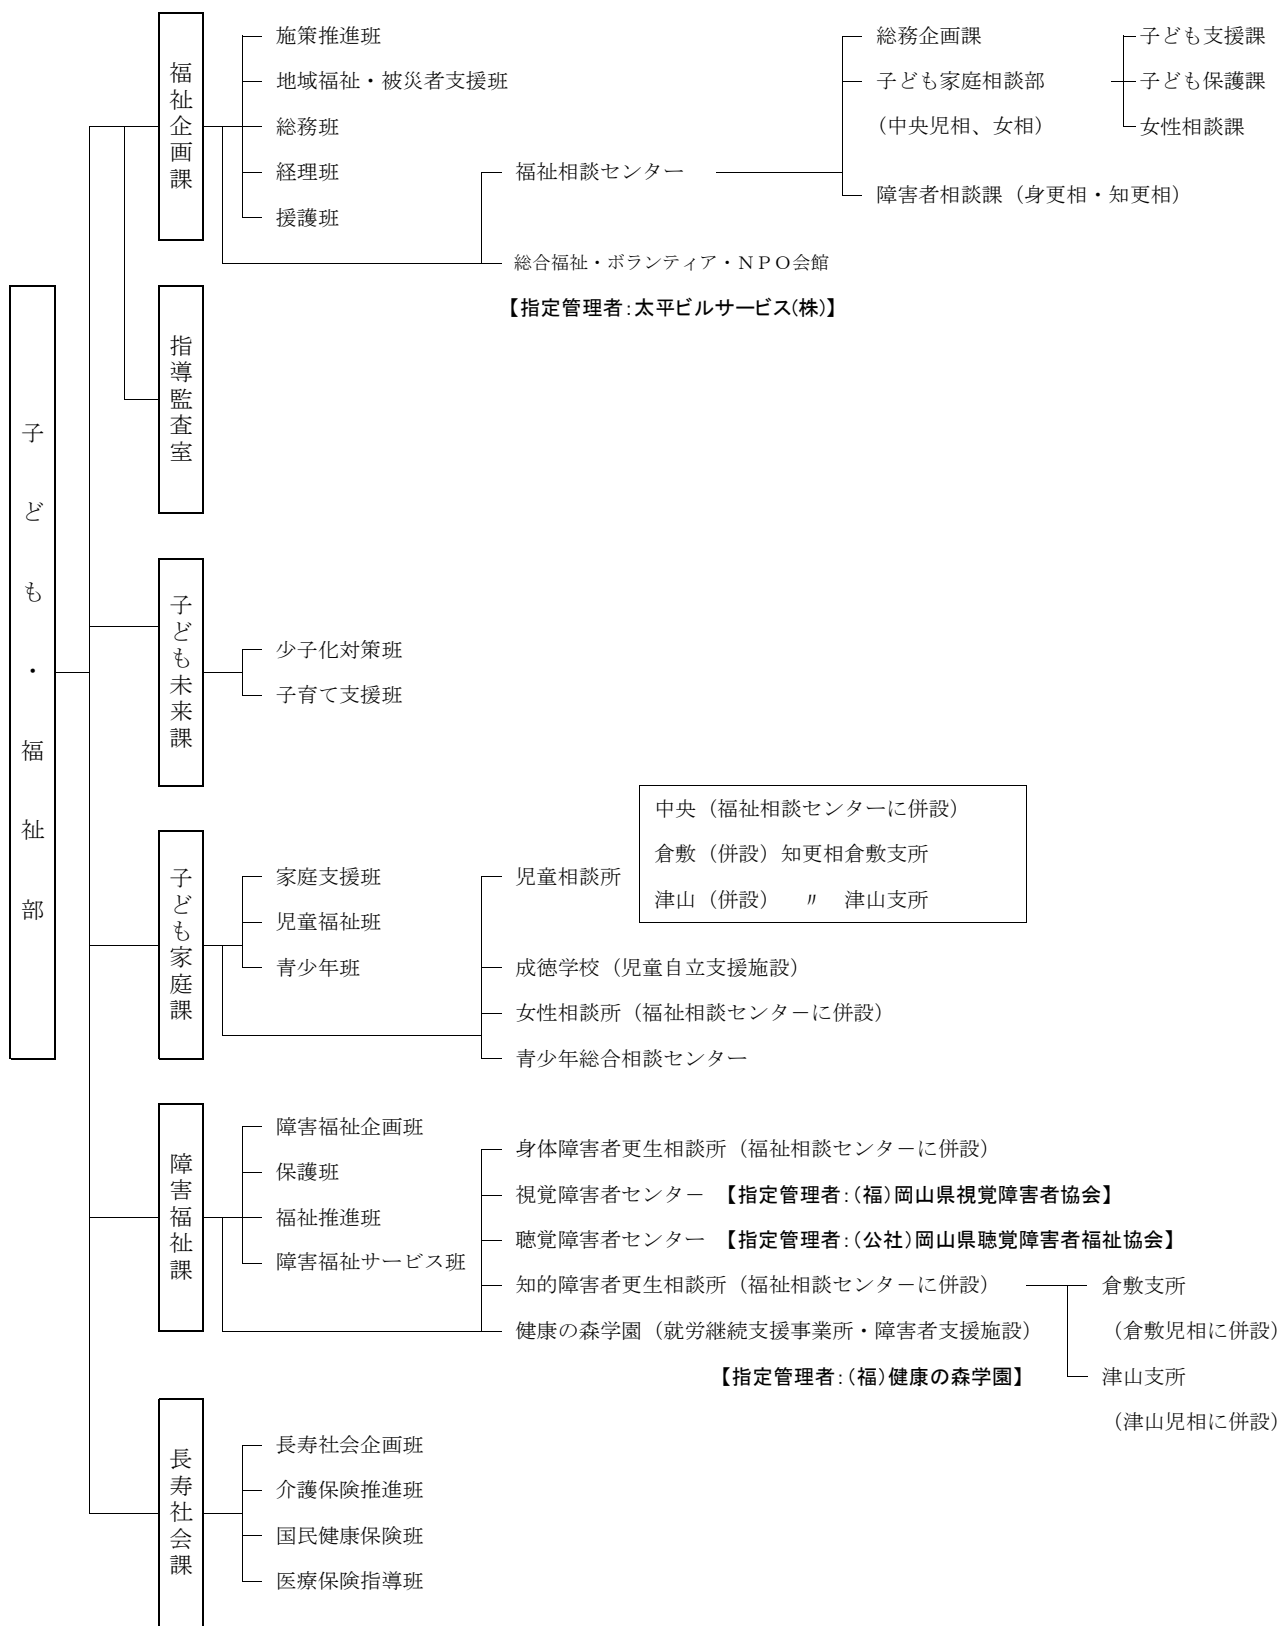 子ども・福祉部
福祉企画課
施策推進班
地域福祉・被災者支援班
総務班
経理班
援護班
福祉相談センター
総務企画課
子ども家庭相談部
（中央児相、女相）
子ども支援課
子ども保護課
女性相談課
障害者相談課（身更相・知更相）
総合福祉・ボランティア・ＮＰＯ会館
【指定管理者：太平ビルサービス(株)】
指導監査室
子ども未来課
少子化対策班
子育て支援班
子ども家庭課
家庭支援班
児童福祉班
青少年班
児童相談所
中央（福祉相談センターに併設）
倉敷（併設）知更相倉敷支所
津山（併設）　〃　津山支所
成徳学校（児童自立支援施設）
女性相談所（福祉相談センターに併設）
青少年総合相談センター
障害福祉課
障害福祉企画班
保護班
福祉推進班
障害福祉サービス班
身体障害者更生相談所（福祉相談センターに併設）
視覚障害者センター　【指定管理者：（福）岡山県視覚障害者協会】
聴覚障害者センター　【指定管理者：（公社）岡山県聴覚障害者福祉協会】
知的障害者更生相談所（福祉相談センターに併設）
倉敷支所
（倉敷児相に併設）
津山支所
（津山児相に併設）
健康の森学園（就労継続支援事業所・障害者支援施設）
【指定管理者：（福）健康の森学園】
長寿社会課
長寿社会企画班
介護保険推進班
国民健康保険班
医療保険指導班